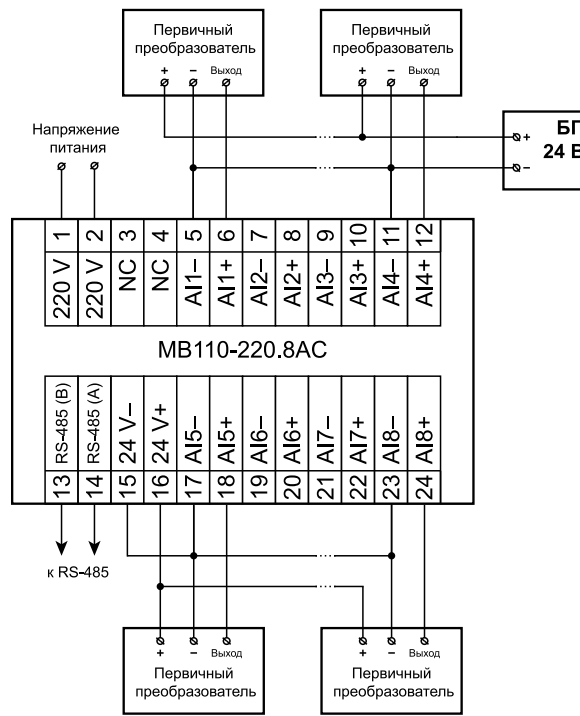 Первичный
преобразователь
+ – Выход
Первичный
преобразователь
+ – Выход
Напряжение
питания
+
–
24
1 2 3 4 5 6 7 8 9 10 11 12
220 V 220 V NC NC AI1– AI1+ AI2– AI2+ AI3– AI3+ AI4– AI4+
МВ110-220.8АС
RS-485 (B) RS-485 (A) 24 V– 24 V+ AI5– AI5+ AI6– AI6+ AI7– AI7+ AI8– AI8+
13 14 15 16 17 18 19 20 21 22 23 24
к RS-485
+ – Выход
Первичный
преобразователь
+ – Выход
Первичный
преобразователь